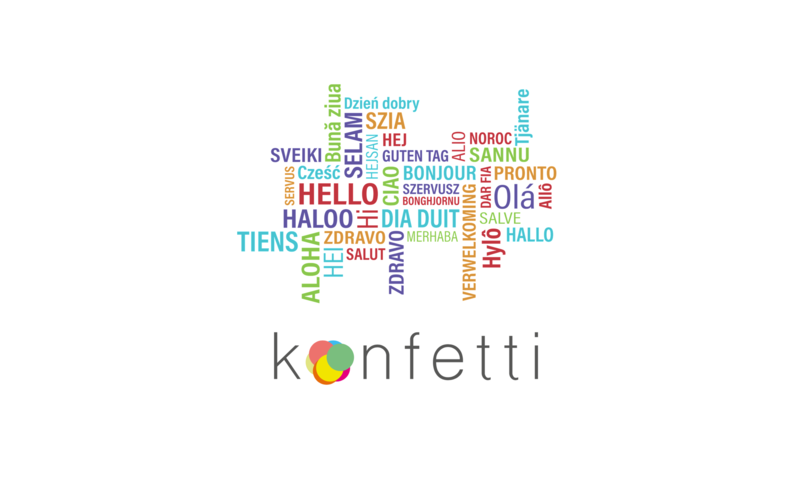 Bună ziua
Dzień dobry
Tjänare
SZIA
SELAM
HEJ
HEJSAN
ALIO
NOROC
SVEIKI
GUTEN TAG
SANNU
SERVUS
Cześć
CIAO
BONJOUR
DAR FIA
PRONTO
HELLO
SZERVUSZ
BONGHJORNU
VERWELKOMING
Olá
Allô
HALOO
Hi
DIA DUIT
SALVE
TIENS
ALOHA
ZDRAVO
ZDRAVO
MERHABA
Hylô
HALLO
HEI
SALUT
konfetti